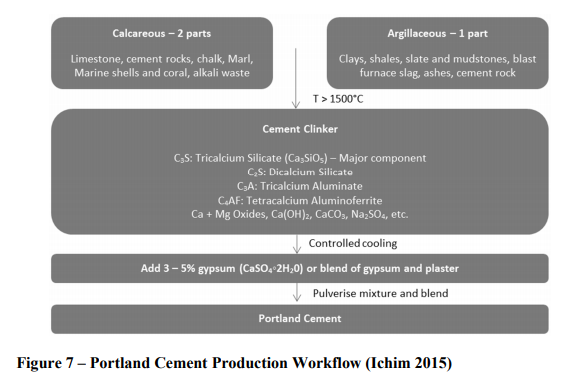 Calcareous – 2 parts
Limestone, cement rocks, chalk, Marl,
Marine shells and coral, alkali waste
Argillaceous – 1 part
Clays, shales, slate and mudstones, blast
furnace slag, ashes, cement rock
T > 1500°C
Cement Clinker
C₃S: Tricalcium Silicate (Ca₃SiO₅) – Major component
C₂S: Dicalcium Silicate
C₃A: Tricalcium Aluminate
C₄AF: Tetracalcium Aluminoferrite
Ca + Mg Oxides, Ca(OH)₂, CaCO₃, Na₂SO₄, etc.
Controlled cooling
Add 3 – 5% gypsum (CaSO₄∘2H₂0) or blend of gypsum and plaster
Pulverise mixture and blend
Portland Cement
Figure 7 – Portland Cement Production Workflow (Ichim 2015)